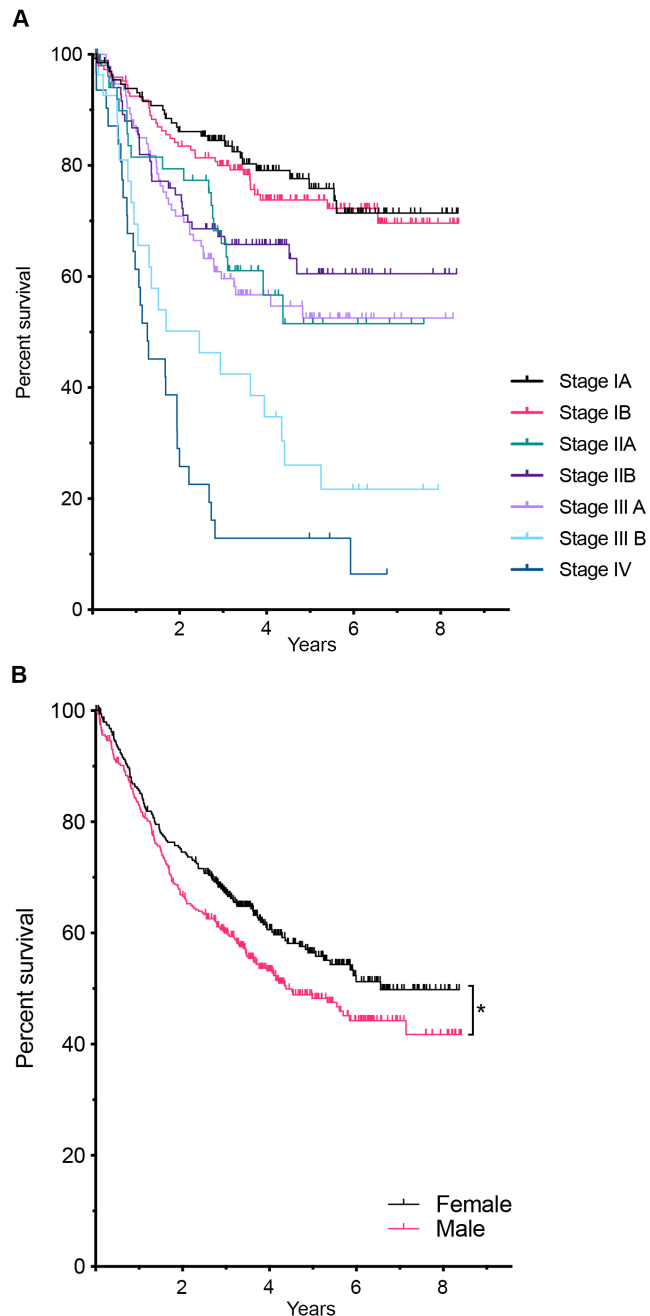 A
100
80
60
40
20
0
2
4
6
8
Percent survival
Years
Stage IA
Stage IB
Stage IIA
Stage IIB
Stage III A
Stage III B
Stage IV
B
100
80
60
40
20
0
2
4
6
8
Percent survival
Years
*
Female
Male